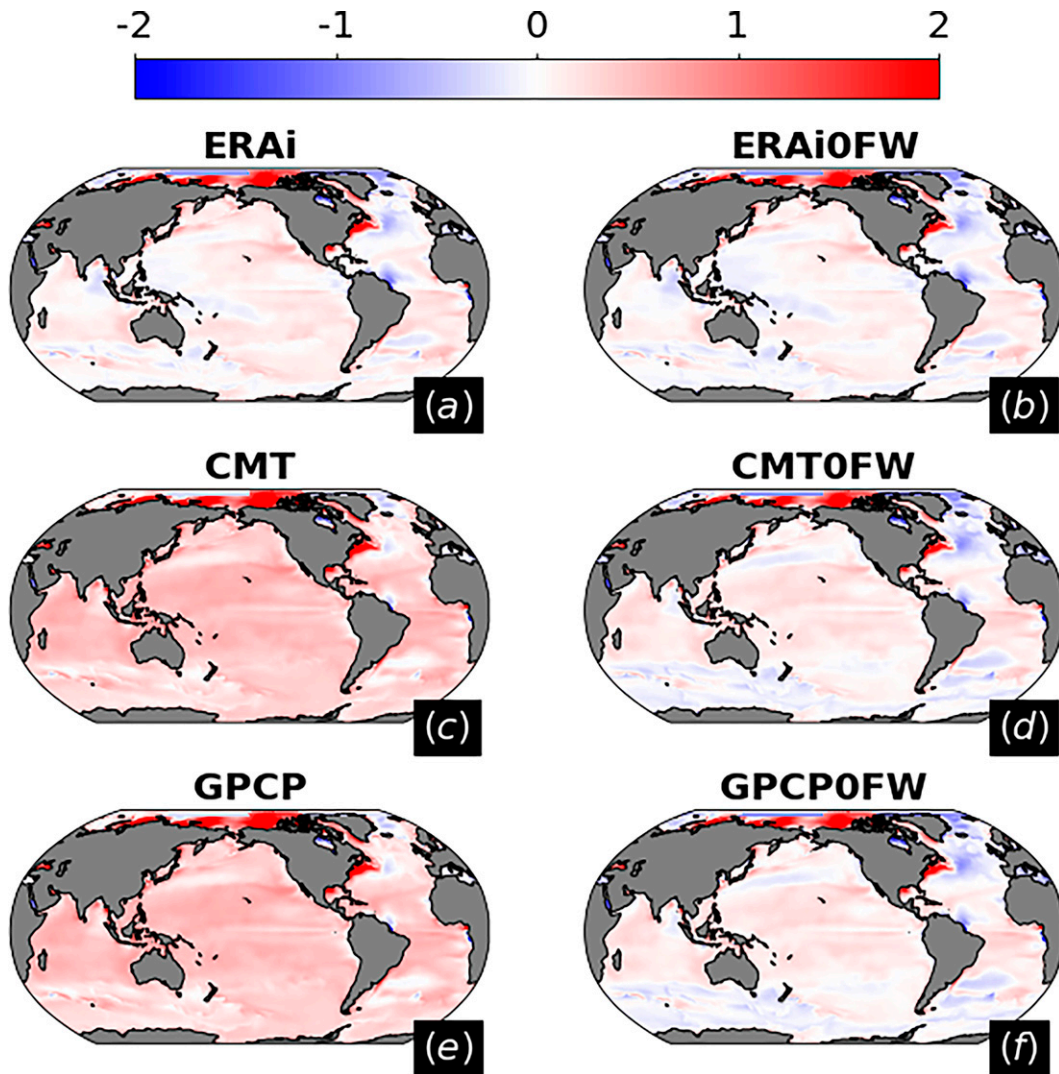 -2 -1 0 1 2
ERAi ERAi0FW
(a) (b)
CMT CMT0FW
(c) (d)
GPCP GPCP0FW
(e) (f)